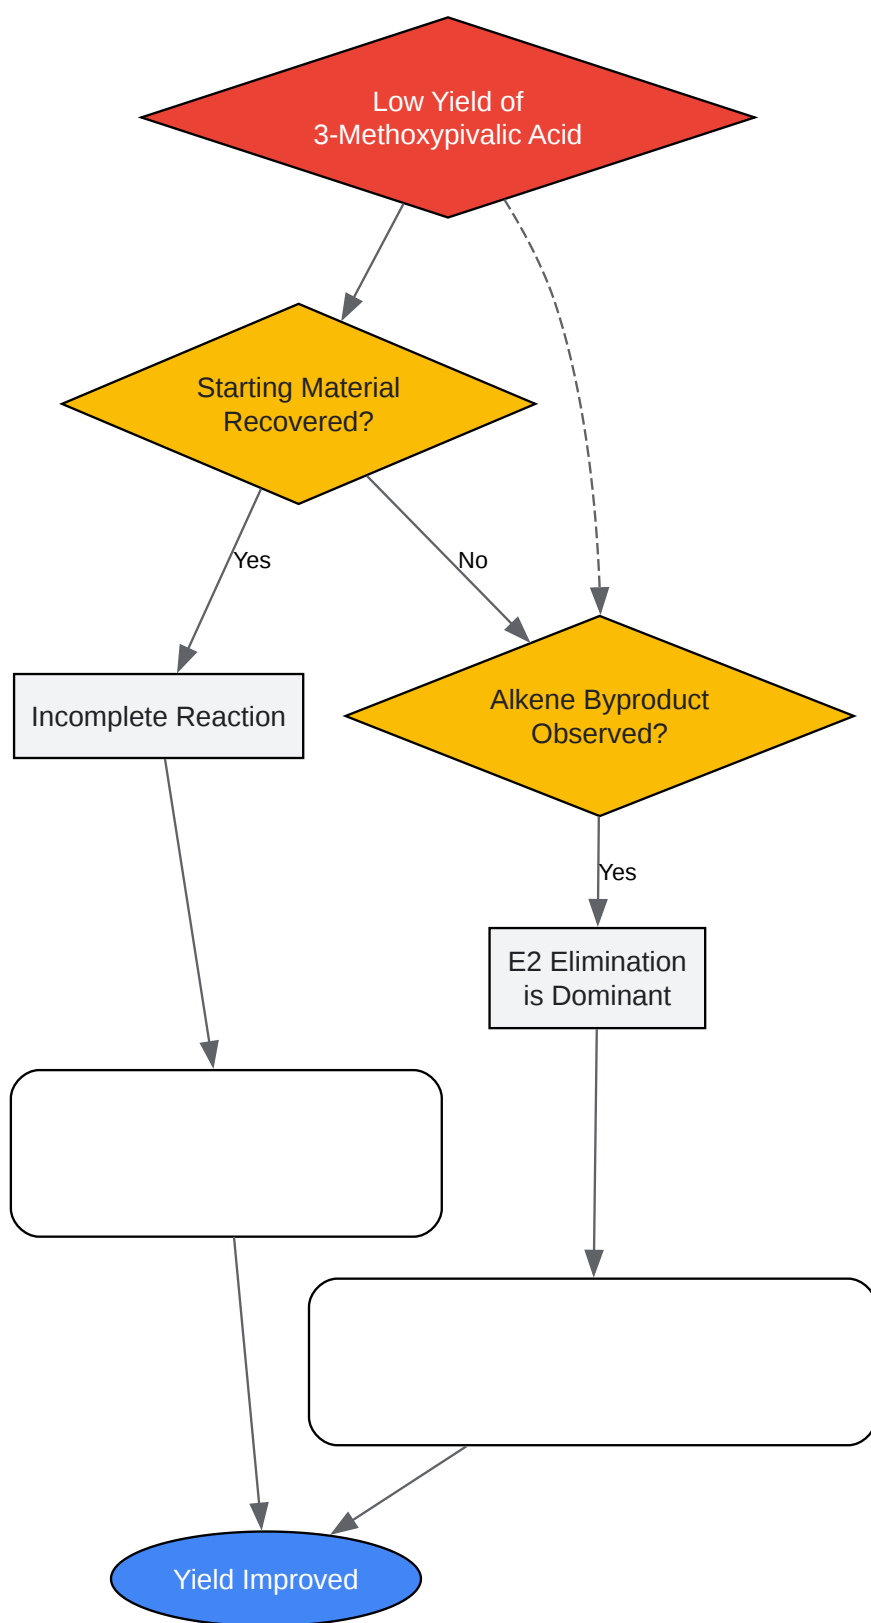 Low Yield of
3-Methoxypivalic Acid
Starting Material
Recovered?
Yes
No
Incomplete Reaction
Alkene Byproduct
Observed?
Yes
E2 Elimination
is Dominant
Yield Improved